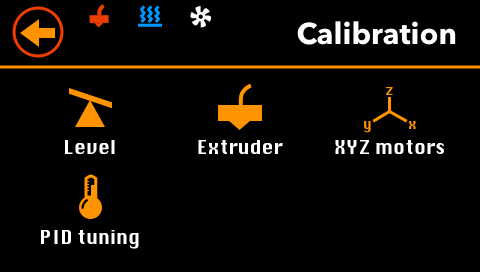 Calibration
Level
Extruder
z
y
x
XYZ motors
PID tuning